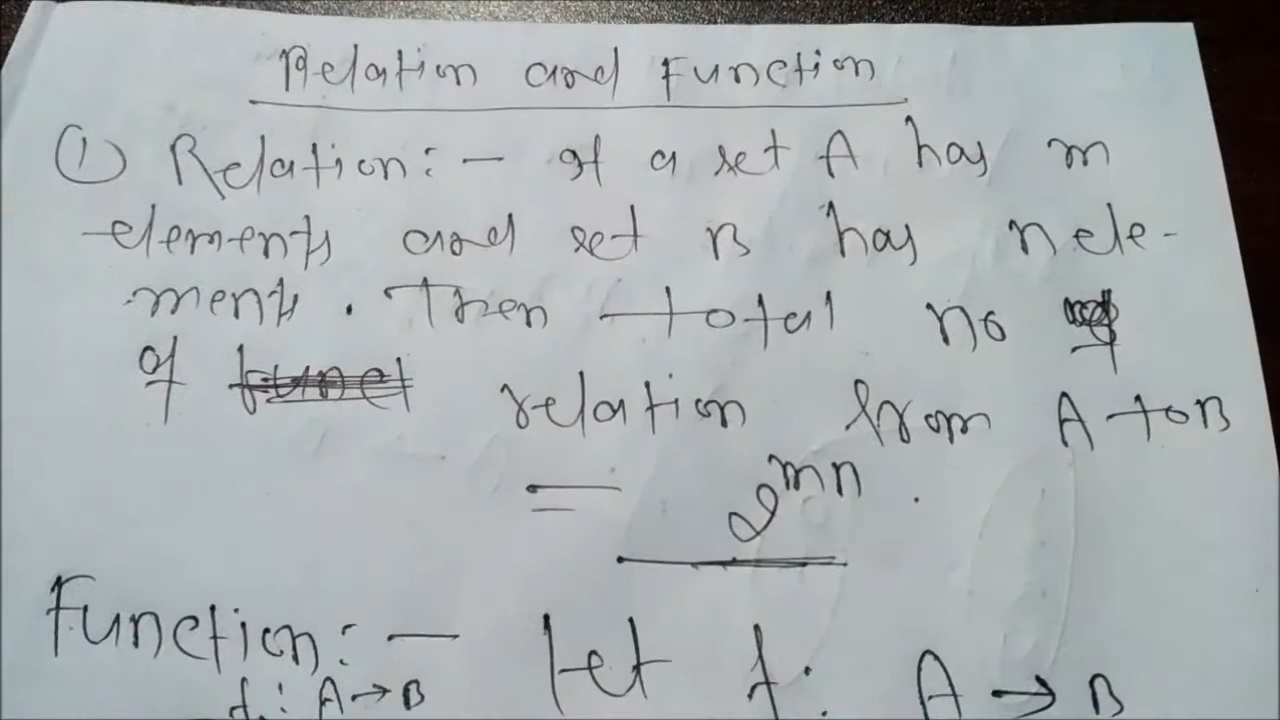 Relation and Function
① Relation:- If a set A has m
elements and set B has n ele-
ments. Then total no
of relation from A to B
= 2^mn.
Function:- let f: A → B
f: A → B